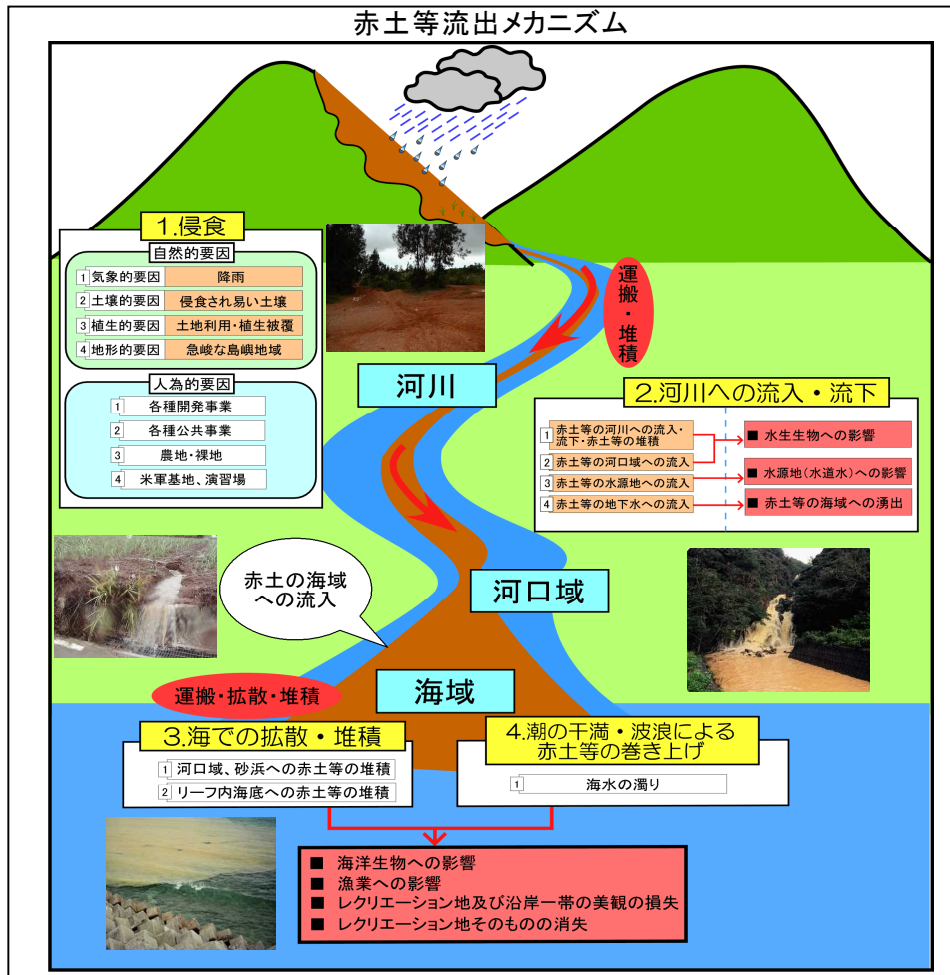 赤土等流出メカニズム
1.侵食
自然的要因
1 気象的要因 降雨
2 土壌的要因 侵食され易い土壌
3 植生的要因 土地利用・植生被覆
4 地形的要因 急峻な島嶼地域
人為的要因
1 各種開発事業
2 各種公共事業
3 農地・裸地
4 米軍基地、演習場
運搬・堆積
河川
2.河川への流入・流下
1 赤土等の河川への流入・
流下・赤土等の堆積
2 赤土等の河口域への流入
3 赤土等の水源地への流入
4 赤土等の地下水への流入
■ 水生生物への影響
■ 水源地(水道水)への影響
■ 赤土等の海域への湧出
赤土の海域
への流入
河口域
運搬・拡散・堆積
海域
3.海での拡散・堆積
1 河口域、砂浜への赤土等の堆積
2 リーフ内海底への赤土等の堆積
4.潮の干満・波浪による
赤土等の巻き上げ
1 海水の濁り
■ 海洋生物への影響
■ 漁業への影響
■ レクリエーション地及び沿岸一帯の美観の損失
■ レクリエーション地そのものの消失